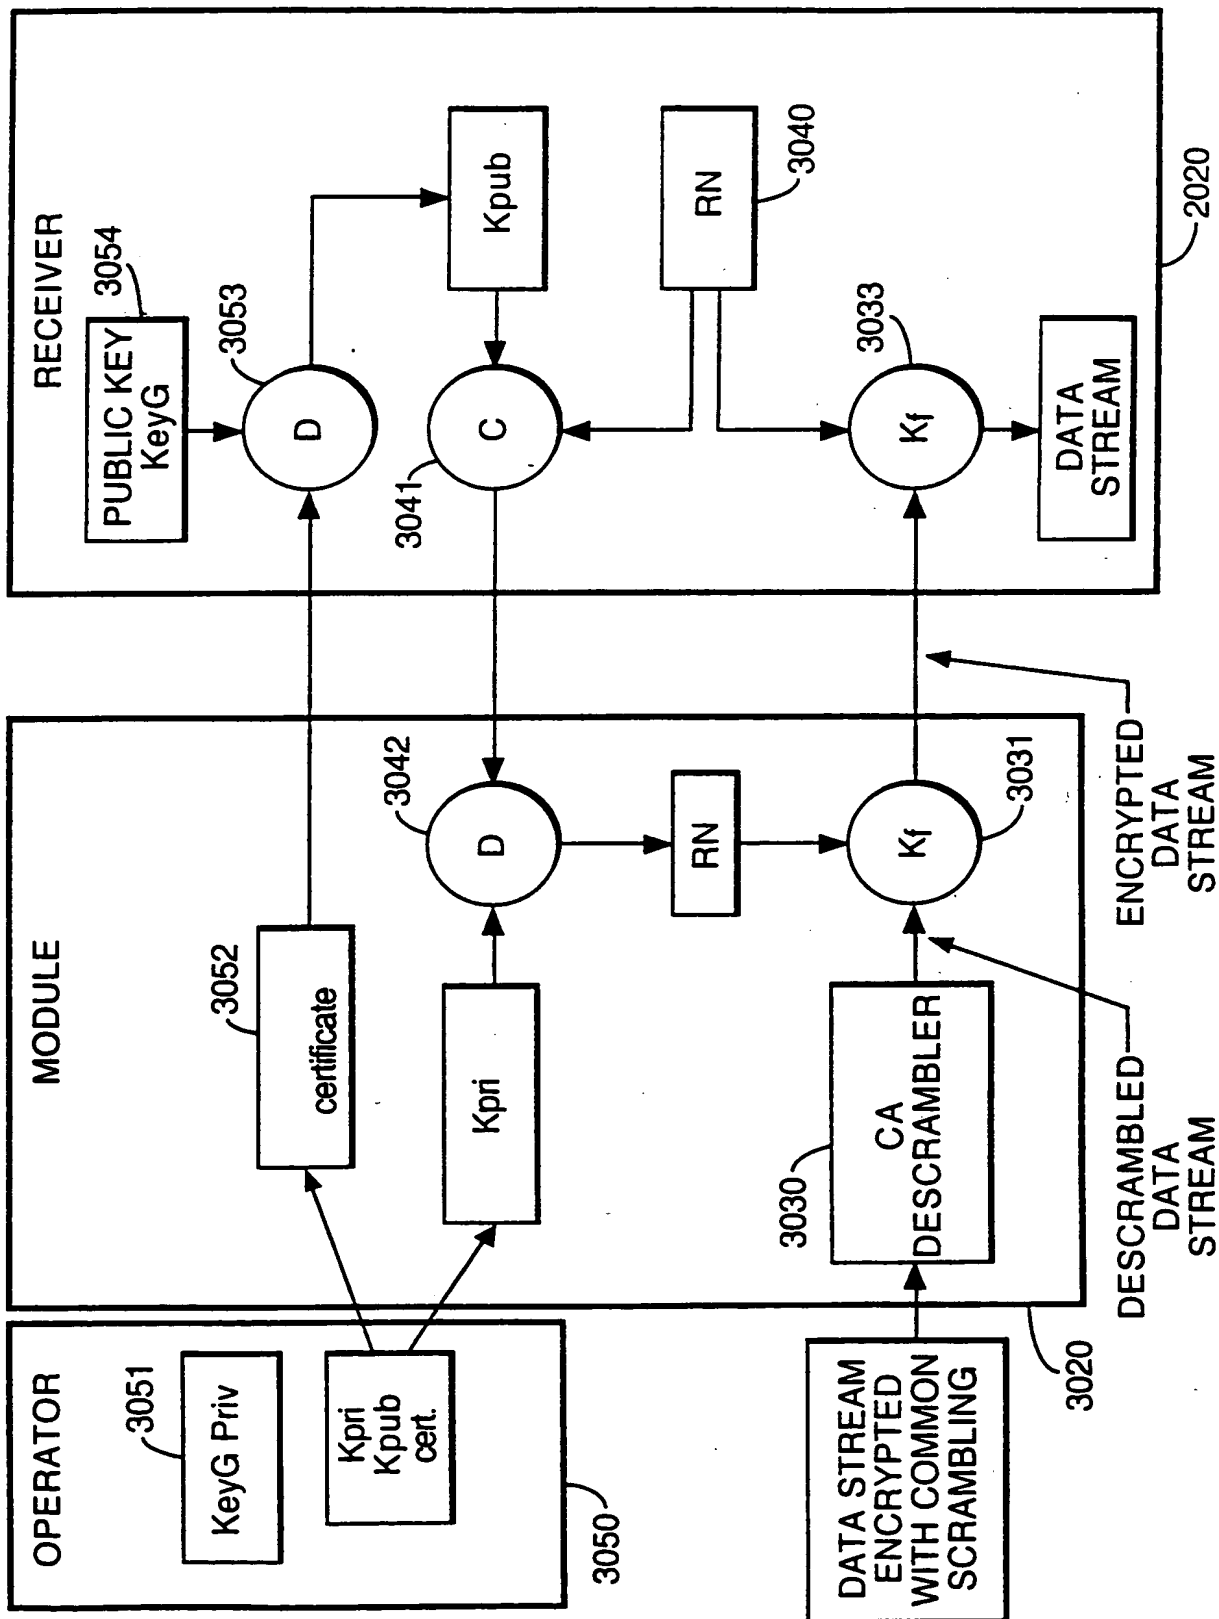 OPERATOR
3051
KeyG Priv
Kpri
Kpub
cert.
3050
DATA STREAM
ENCRYPTED
WITH COMMON
SCRAMBLING
MODULE
3052
certificate
Kpri
3042
D
RN
3030
CA
DESCRAMBLER
Kf
3031
3020
DESCRAMBLED
DATA
STREAM
ENCRYPTED
DATA
STREAM
RECEIVER
3054
PUBLIC KEY
KeyG
3053
D
Kpub
3041
C
RN
3040
3033
Kf
DATA
STREAM
2020